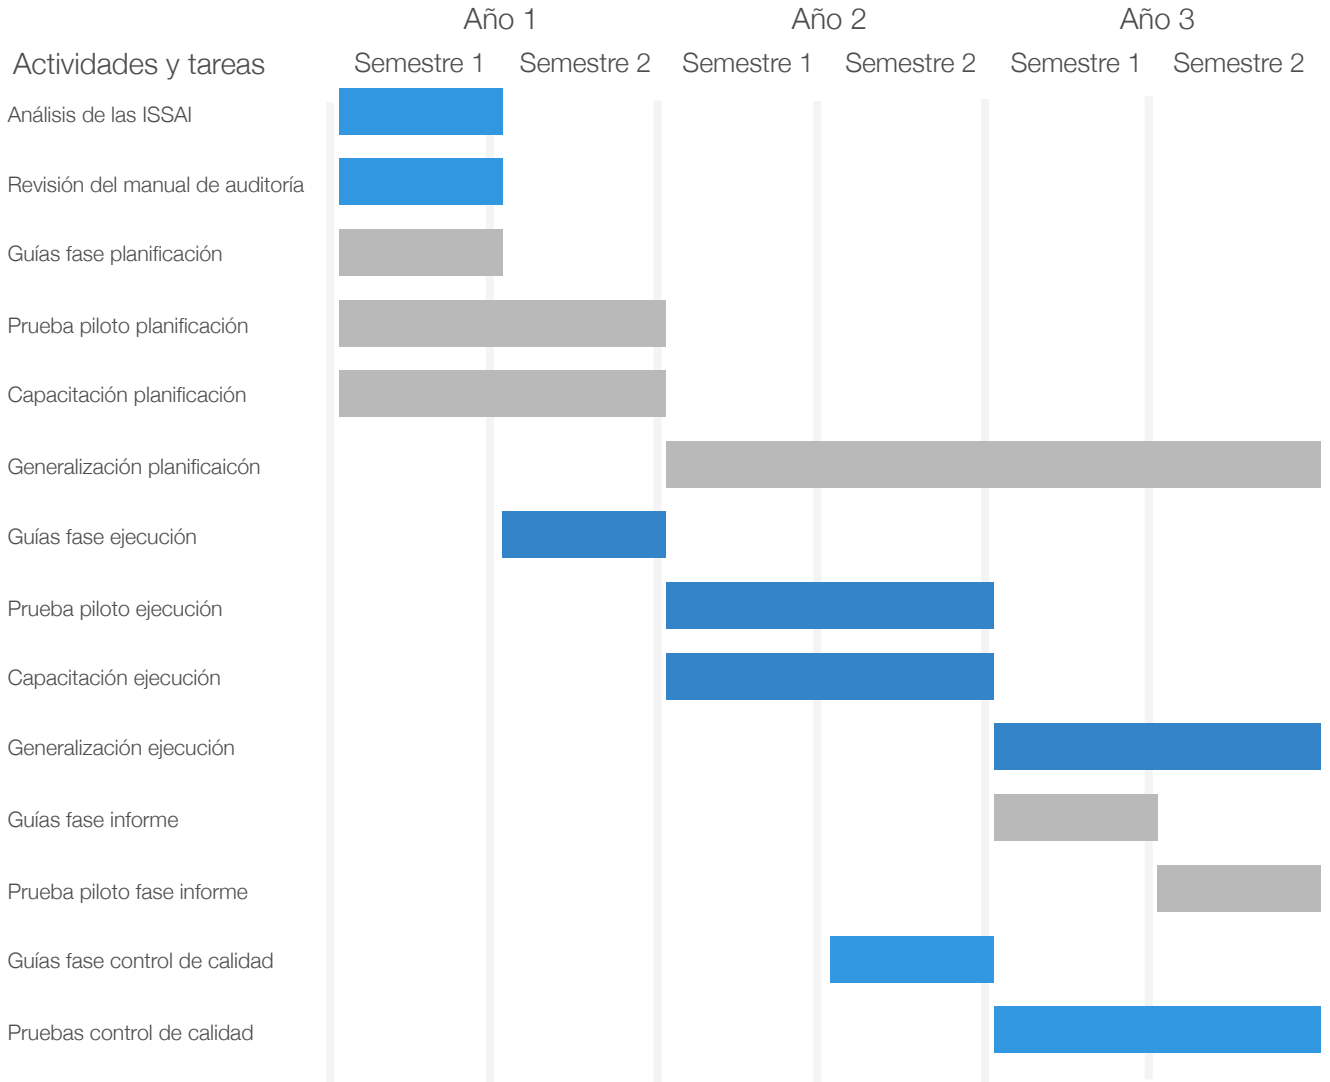 Año 1 Año 2 Año 3
Actividades y tareas Semestre 1 Semestre 2 Semestre 1 Semestre 2 Semestre 1 Semestre 2
Análisis de las ISSAI
Revisión del manual de auditoría
Guías fase planificación
Prueba piloto planificación
Capacitación planificación
Generalización planificaicón
Guías fase ejecución
Prueba piloto ejecución
Capacitación ejecución
Generalización ejecución
Guías fase informe
Prueba piloto fase informe
Guías fase control de calidad
Pruebas control de calidad